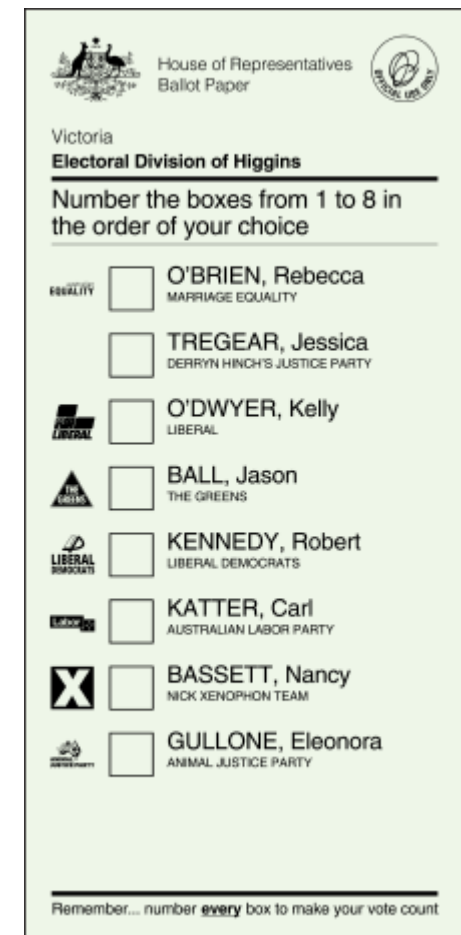 House of Representatives
Ballot Paper
OFFICIAL USE ONLY
Victoria
Electoral Division of Higgins
Number the boxes from 1 to 8 in
the order of your choice
EQUALITY
O'BRIEN, Rebecca
MARRIAGE EQUALITY
TREGEAR, Jessica
DERRYN HINCH'S JUSTICE PARTY
LIBERAL
O'DWYER, Kelly
LIBERAL
THE
GREENS
BALL, Jason
THE GREENS
LIBERAL
DEMOCRATS
KENNEDY, Robert
LIBERAL DEMOCRATS
Labor
KATTER, Carl
AUSTRALIAN LABOR PARTY
X
BASSETT, Nancy
NICK XENOPHON TEAM
JUSTICE PARTY
GULLONE, Eleonora
ANIMAL JUSTICE PARTY
Remember... number every box to make your vote count